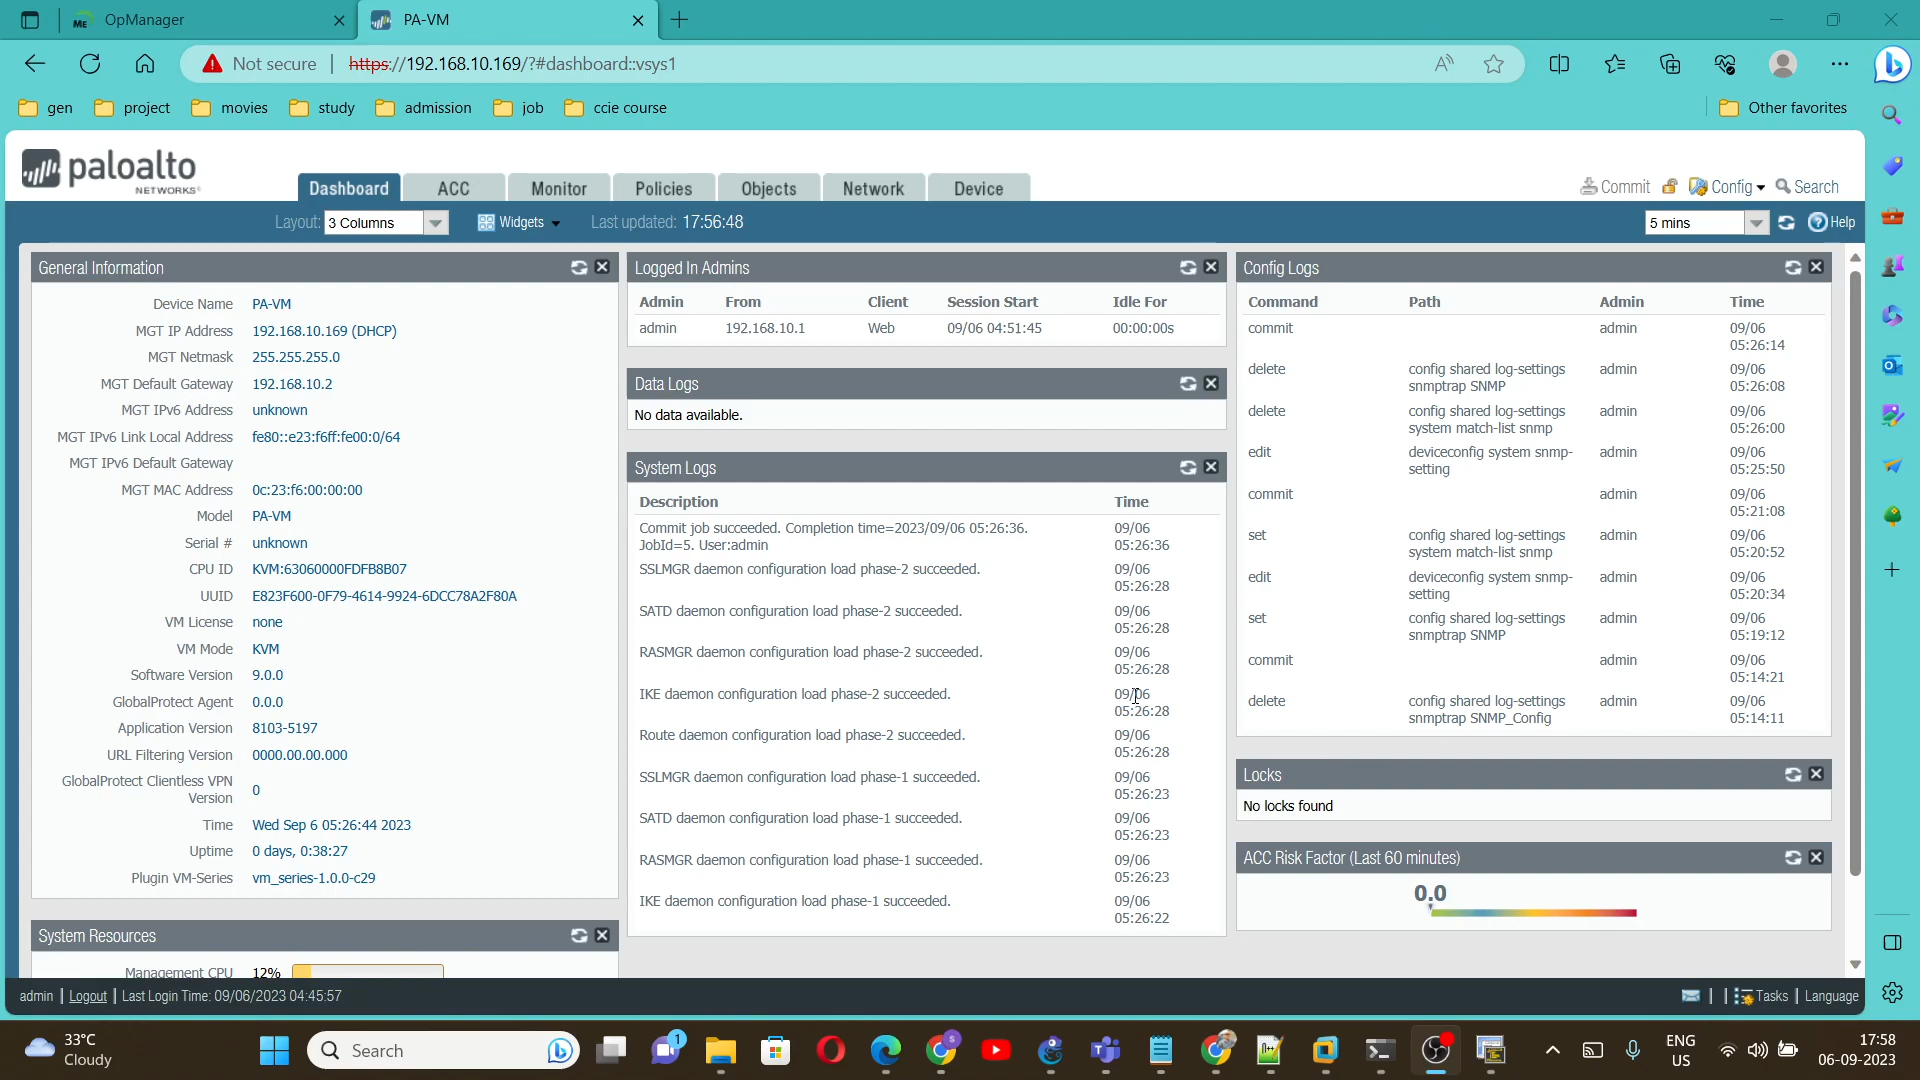 OpManager
PA-VM
Not secure | https://192.168.10.169/?#dashboard::vsys1
gen
project
movies
study
admission
job
ccie course
Other favorites
paloalto
NETWORKS
Dashboard
ACC
Monitor
Policies
Objects
Network
Device
Commit
Config
Search
Layout: 3 Columns
Widgets
Last updated: 17:56:48
5 mins
Help
General Information
Device Name PA-VM
MGT IP Address 192.168.10.169 (DHCP)
MGT Netmask 255.255.255.0
MGT Default Gateway 192.168.10.2
MGT IPv6 Address unknown
MGT IPv6 Link Local Address fe80::e23:f6ff:fe00:0/64
MGT IPv6 Default Gateway
MGT MAC Address 0c:23:f6:00:00:00
Model PA-VM
Serial # unknown
CPU ID KVM:63060000FDFB8B07
UUID E823F600-0F79-4614-9924-6DCC78A2F80A
VM License none
VM Mode KVM
Software Version 9.0.0
GlobalProtect Agent 0.0.0
Application Version 8103-5197
URL Filtering Version 0000.00.00.000
GlobalProtect Clientless VPN
Version 0
Time Wed Sep 6 05:26:44 2023
Uptime 0 days, 0:38:27
Plugin VM-Series vm_series-1.0.0-c29
System Resources
Management CPU 12%
Logged In Admins
Admin From Client Session Start Idle For
admin 192.168.10.1 Web 09/06 04:51:45 00:00:00s
Data Logs
No data available.
System Logs
Description Time
Commit job succeeded. Completion time=2023/09/06 05:26:36. 09/06
JobId=5. User:admin 05:26:36
SSLMGR daemon configuration load phase-2 succeeded. 09/06
05:26:28
SATD daemon configuration load phase-2 succeeded. 09/06
05:26:28
RASMGR daemon configuration load phase-2 succeeded. 09/06
05:26:28
IKE daemon configuration load phase-2 succeeded. 09/06
05:26:28
Route daemon configuration load phase-2 succeeded. 09/06
05:26:28
SSLMGR daemon configuration load phase-1 succeeded. 09/06
05:26:23
SATD daemon configuration load phase-1 succeeded. 09/06
05:26:23
RASMGR daemon configuration load phase-1 succeeded. 09/06
05:26:23
IKE daemon configuration load phase-1 succeeded. 09/06
05:26:22
Config Logs
Command Path Admin Time
commit admin 09/06
05:26:14
delete config shared log-settings admin 09/06
snmptrap SNMP 05:26:08
delete config shared log-settings admin 09/06
system match-list snmp 05:26:00
edit deviceconfig system snmp- admin 09/06
setting 05:25:50
commit admin 09/06
05:21:08
set config shared log-settings admin 09/06
system match-list snmp 05:20:52
edit deviceconfig system snmp- admin 09/06
setting 05:20:34
set config shared log-settings admin 09/06
snmptrap SNMP 05:19:12
commit admin 09/06
05:14:21
delete config shared log-settings admin 09/06
snmptrap SNMP_Config 05:14:11
Locks
No locks found
ACC Risk Factor (Last 60 minutes)
0.0
admin | Logout | Last Login Time: 09/06/2023 04:45:57
Tasks | Language
33°C
Cloudy
Search
1
ENG
US
17:58
06-09-2023